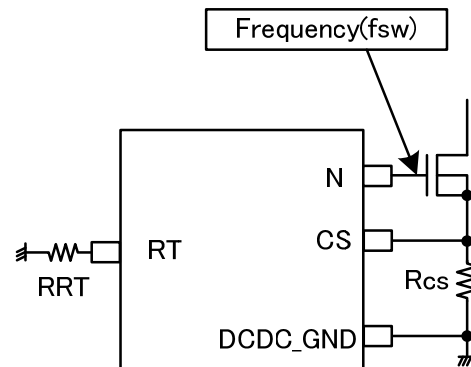 Frequency(fsw)
N
RT
CS
RRT
Rcs
DCDC_GND